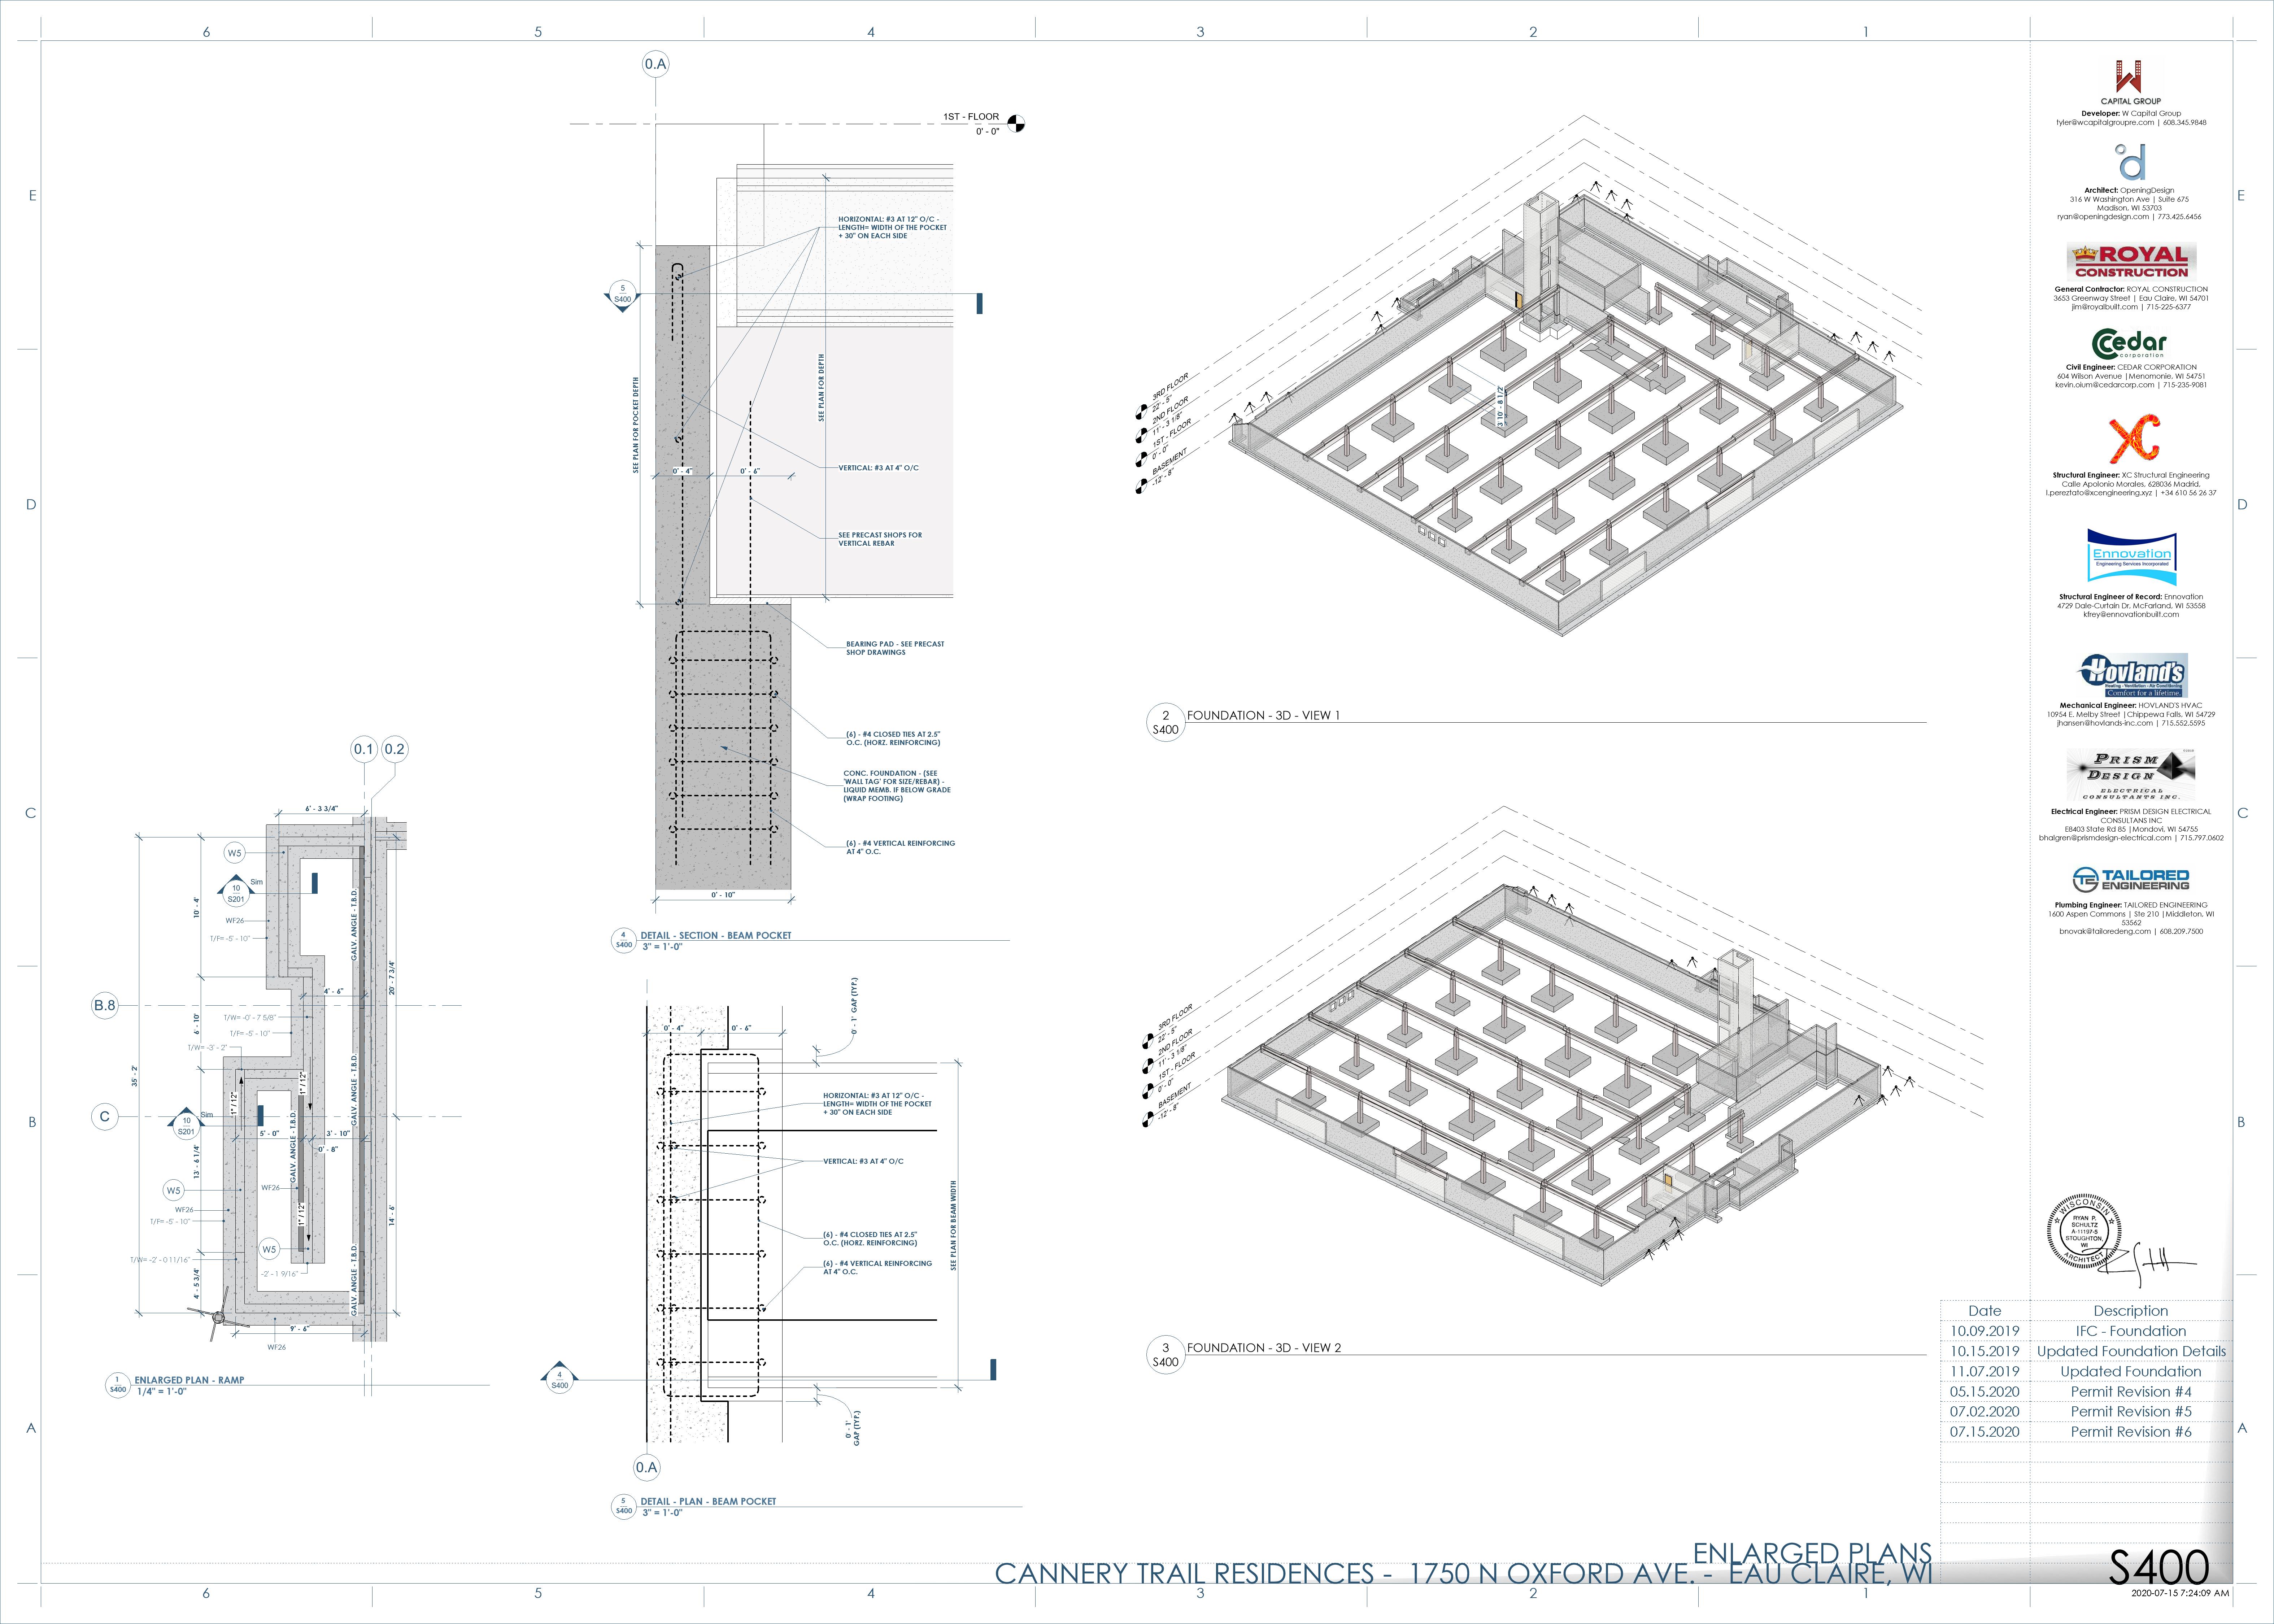 6
5
4
3
2
1
E
D
C
B
A
0.A
1ST - FLOOR
0' - 0"
HORIZONTAL: #3 AT 12" O/C -
LENGTH= WIDTH OF THE POCKET
+ 30" ON EACH SIDE
5
S400
SEE PLAN FOR POCKET DEPTH
SEE PLAN FOR DEPTH
0' - 4"
0' - 6"
VERTICAL: #3 AT 4" O/C
SEE PRECAST SHOPS FOR
VERTICAL REBAR
BEARING PAD - SEE PRECAST
SHOP DRAWINGS
(6) - #4 CLOSED TIES AT 2.5"
O.C. (HORZ. REINFORCING)
CONC. FOUNDATION - (SEE
'WALL TAG' FOR SIZE/REBAR) -
LIQUID MEMB. IF BELOW GRADE
(WRAP FOOTING)
(6) - #4 VERTICAL REINFORCING
AT 4" O.C.
0' - 10"
4
S400
DETAIL - SECTION - BEAM POCKET
3" = 1'-0"
0.1
0.2
6' - 3 3/4"
W5
10
S201
Sim
WF26
T/F= -5' - 10"
10' - 4"
GALV. ANGLE - T.B.D.
20' - 7 3/4"
4' - 6"
B.8
T/W= -0' - 7 5/8"
T/F= -5' - 10"
6' - 10"
T/W= -3' - 2"
35' - 2"
1" / 12"
1" / 12"
GALV. ANGLE - T.B.D.
C
10
S201
Sim
5' - 0"
3' - 10"
0' - 8"
GALV. ANGLE - T.B.D.
13' - 6 1/4"
WF26
W5
WF26
T/F= -5' - 10"
1" / 12"
14' - 6"
W5
T/W= -2' - 0 11/16"
-2' - 1 9/16"
4' - 5 3/4"
GALV. ANGLE - T.B.D.
9' - 6"
WF26
1
S400
ENLARGED PLAN - RAMP
1/4" = 1'-0"
0' - 4"
0' - 6"
0' - 1" GAP (TYP.)
HORIZONTAL: #3 AT 12" O/C -
LENGTH= WIDTH OF THE POCKET
+ 30" ON EACH SIDE
VERTICAL: #3 AT 4" O/C
SEE PLAN FOR BEAM WIDTH
(6) - #4 CLOSED TIES AT 2.5"
O.C. (HORZ. REINFORCING)
(6) - #4 VERTICAL REINFORCING
AT 4" O.C.
4
S400
0' - 1"
GAP (TYP.)
0.A
5
S400
DETAIL - PLAN - BEAM POCKET
3" = 1'-0"
3RD FLOOR
22' - 5"
2ND FLOOR
11' - 3 1/8"
1ST - FLOOR
0' - 0"
BASEMENT
-12' - 8"
310' - 8 1/2"
2
S400
FOUNDATION - 3D - VIEW 1
3RD FLOOR
22' - 5"
2ND FLOOR
11' - 3 1/8"
1ST - FLOOR
0' - 0"
BASEMENT
-12' - 8"
3
S400
FOUNDATION - 3D - VIEW 2
CAPITAL GROUP
Developer: W Capital Group
tyler@wcapitalgroupre.com | 608.345.9848
d
Architect: OpeningDesign
316 W Washington Ave | Suite 675
Madison, WI 53703
ryan@openingdesign.com | 773.425.6456
ROYAL
CONSTRUCTION
General Contractor: ROYAL CONSTRUCTION
3653 Greenway Street | Eau Claire, WI 54701
jim@royalbuilt.com | 715-225-6377
Cedar
corporation
Civil Engineer: CEDAR CORPORATION
604 Wilson Avenue |Menomonie, WI 54751
kevin.oium@cedarcorp.com | 715-235-9081
XC
Structural Engineer: XC Structural Engineering
Calle Apolonio Morales, 628036 Madrid,
l.pereztato@xcengineering.xyz | +34 610 56 26 37
Ennovation
Engineering Services Incorporated
Structural Engineer of Record: Ennovation
4729 Dale-Curtain Dr, McFarland, WI 53558
kfrey@ennovationbuilt.com
Hovland's
Heating - Ventilation - Air Conditioning
Comfort for a lifetime.
Mechanical Engineer: HOVLAND'S HVAC
10954 E. Melby Street |Chippewa Falls, WI 54729
jhansen@hovlands-inc.com | 715.552.5595
PRISM
DESIGN
ELECTRICAL
CONSULTANTS INC.
Electrical Engineer: PRISM DESIGN ELECTRICAL
CONSULTANS INC
E8403 State Rd 85 |Mondovi, WI 54755
bhalgren@prismdesign-electrical.com | 715.797.0602
TAILORED
ENGINEERING
Plumbing Engineer: TAILORED ENGINEERING
1600 Aspen Commons | Ste 210 |Middleton, WI
53562
bnovak@tailoredeng.com | 608.209.7500
WISCONSIN
RYAN P.
SCHULTZ
A-11197-5
STOUGHTON,
WI
ARCHITECT
Date Description
10.09.2019 IFC - Foundation
10.15.2019 Updated Foundation Details
11.07.2019 Updated Foundation
05.15.2020 Permit Revision #4
07.02.2020 Permit Revision #5
07.15.2020 Permit Revision #6
ENLARGED PLANS
CANNERY TRAIL RESIDENCES - 1750 N OXFORD AVE. - EAU CLAIRE, WI
S400
2020-07-15 7:24:09 AM
6
5
4
3
2
1
E
D
C
B
A